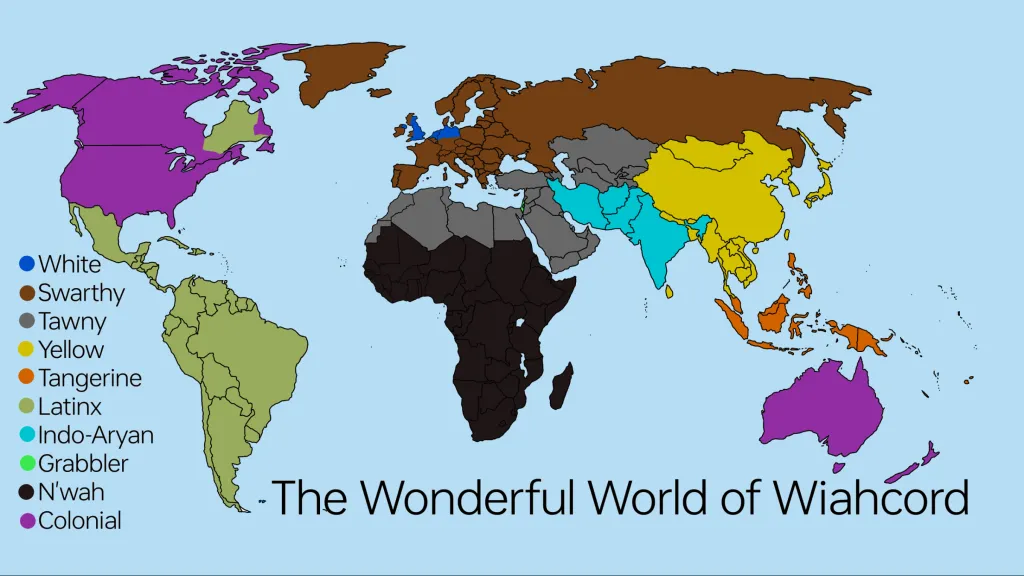 White
Swarthy
Tawny
Yellow
Tangerine
Latinx
Indo-Aryan
Grabbler
N'wah
Colonial
The Wonderful World of Wiahcord